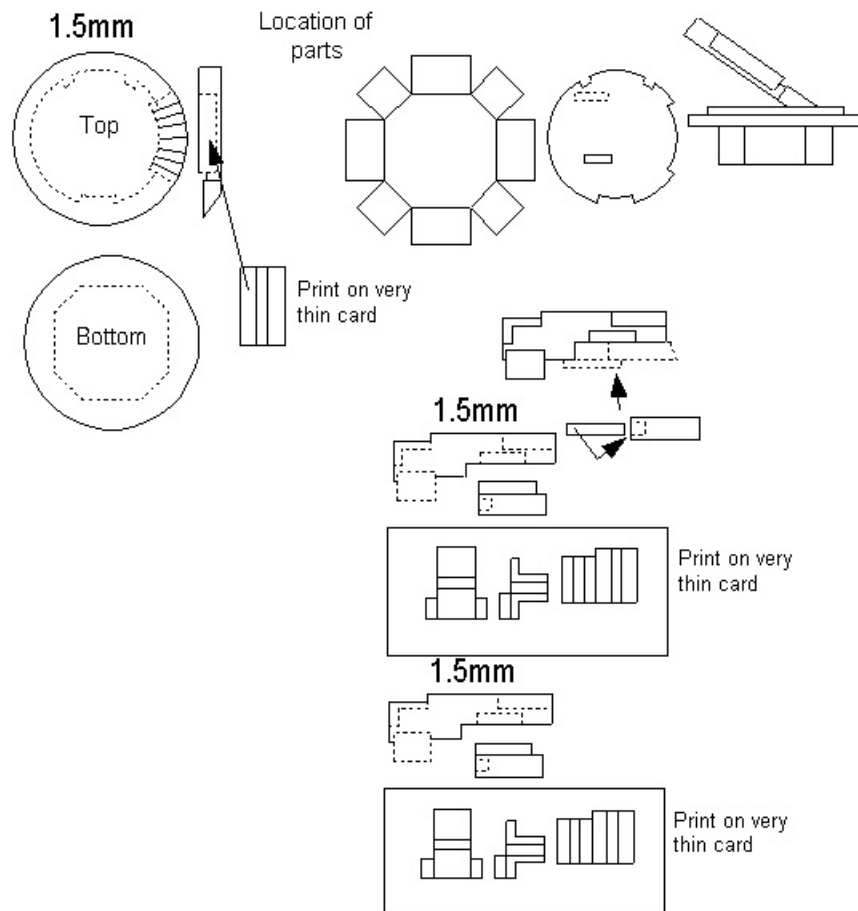 1.5mm
Location of
parts
Top
Bottom
Print on very
thin card
1.5mm
Print on very
thin card
1.5mm
Print on very
thin card